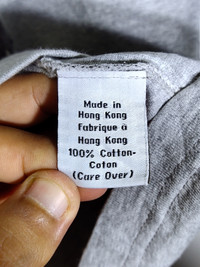 Made in
Hong Kong
Fabrique a
Hong Kong
100% Cotton-
Coton
(Care Over)